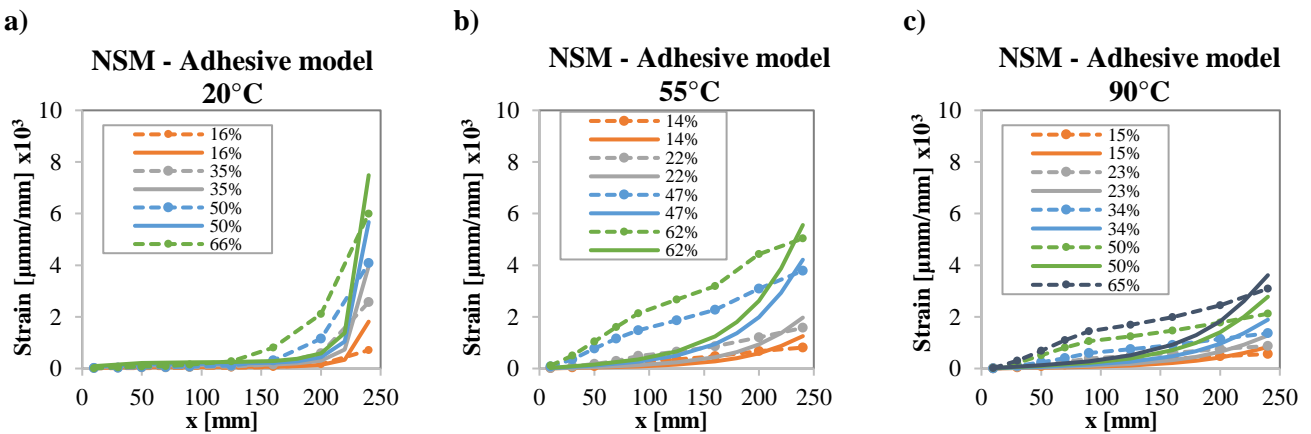 a)
NSM - Adhesive model
20°C
10
8
6
4
2
0
Strain [µmm/mm] x10³
16%
16%
35%
35%
50%
50%
66%
0 50 100 150 200 250
x [mm]
b)
NSM - Adhesive model
55°C
10
8
6
4
2
0
Strain [µmm/mm] x10³
14%
14%
22%
22%
47%
47%
62%
62%
0 50 100 150 200 250
x [mm]
c)
NSM - Adhesive model
90°C
10
8
6
4
2
0
Strain [µmm/mm] x10³
15%
15%
23%
23%
34%
34%
50%
50%
65%
0 50 100 150 200 250
x [mm]